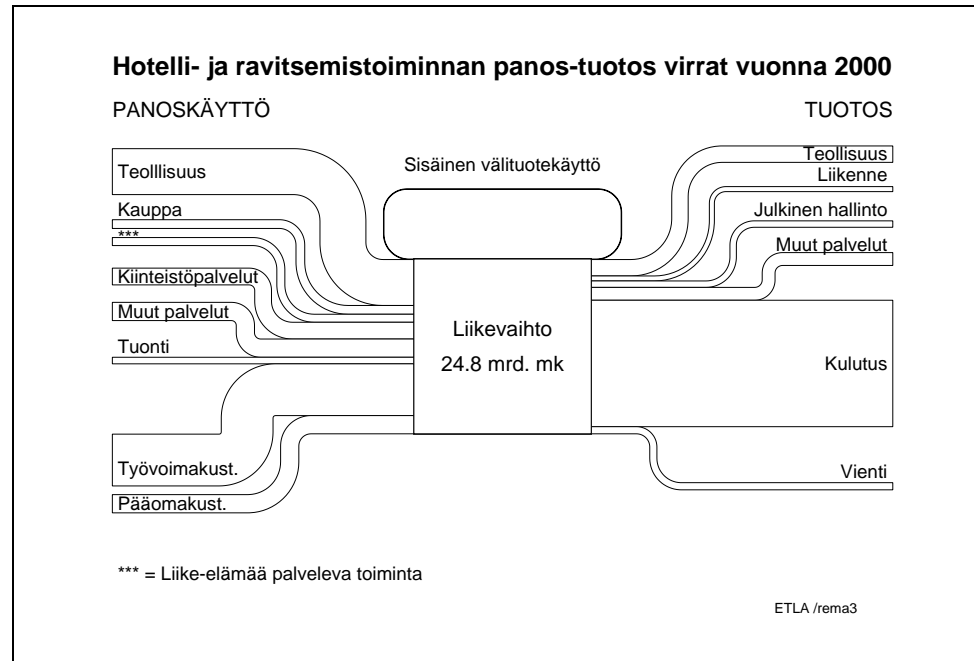 Hotelli- ja ravitsemistoiminnan panos-tuotos virrat vuonna 2000
PANOSKÄYTTÖ
TUOTOS
Teolllisuus
Kauppa
***
Kiinteistöpalvelut
Muut palvelut
Tuonti
Työvoimakust.
Pääomakust.
Sisäinen välituotekäyttö
Liikevaihto
24.8 mrd. mk
Teollisuus
Liikenne
Julkinen hallinto
Muut palvelut
Kulutus
Vienti
*** = Liike-elämää palveleva toiminta
ETLA /rema3